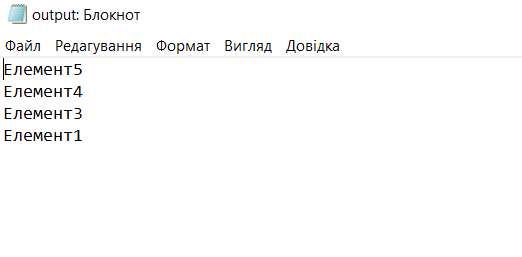 output: Блокнот
Файл Редагування Формат Вигляд Довідка
Елемент5
Елемент4
Елемент3
Елемент1